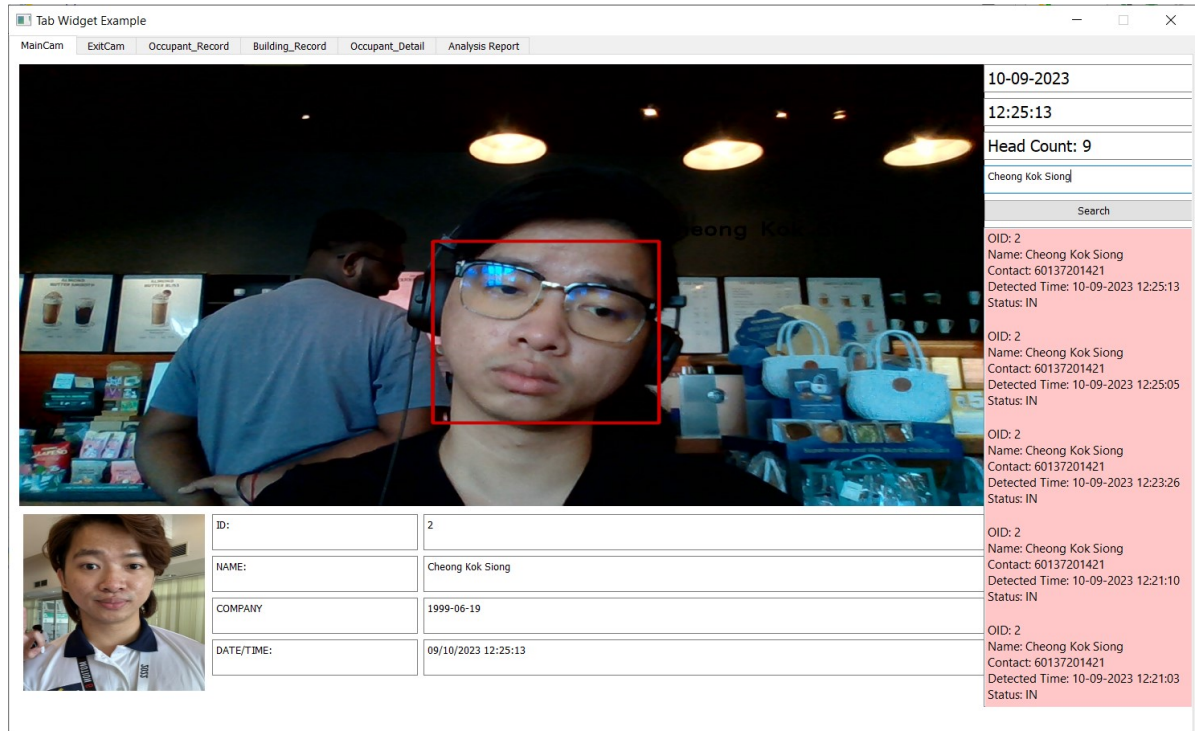 Tab Widget Example
MainCam
ExitCam
Occupant_Record
Building_Record
Occupant_Detail
Analysis Report
10-09-2023
12:25:13
Head Count: 9
Cheong Kok Siong
Search
eong Kok
ALMOND
ALMOND
OID: 2
Name: Cheong Kok Siong
Contact: 60137201421
Detected Time: 10-09-2023 12:25:13
Status: IN
OID: 2
Name: Cheong Kok Siong
Contact: 60137201421
Detected Time: 10-09-2023 12:25:05
Status: IN
OID: 2
Name: Cheong Kok Siong
Contact: 60137201421
Detected Time: 10-09-2023 12:23:26
Status: IN
OID: 2
Name: Cheong Kok Siong
Contact: 60137201421
Detected Time: 10-09-2023 12:21:10
Status: IN
OID: 2
Name: Cheong Kok Siong
Contact: 60137201421
Detected Time: 10-09-2023 12:21:03
Status: IN
ID:
2
NAME:
Cheong Kok Siong
COMPANY
1999-06-19
DATE/TIME:
09/10/2023 12:25:13